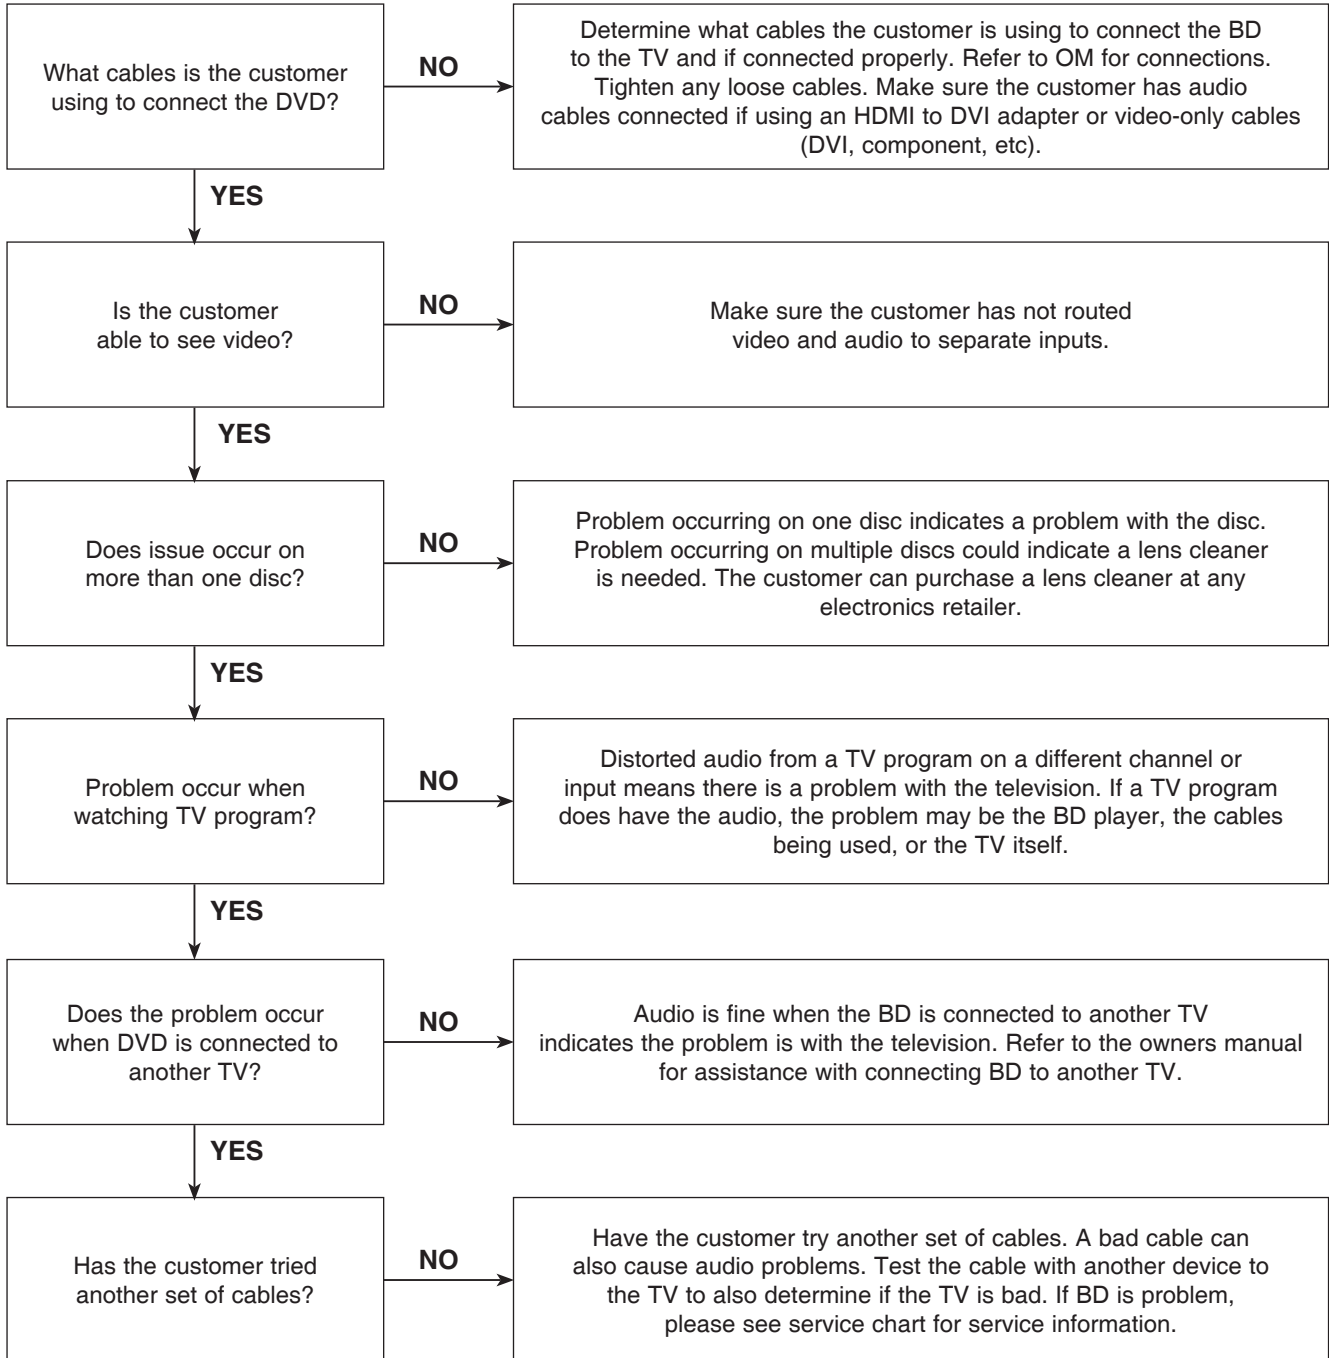 What cables is the customer
using to connect the DVD?
NO
Determine what cables the customer is using to connect the BD
to the TV and if connected properly. Refer to OM for connections.
Tighten any loose cables. Make sure the customer has audio
cables connected if using an HDMI to DVI adapter or video-only cables
(DVI, component, etc).
YES
Is the customer
able to see video?
NO
Make sure the customer has not routed
video and audio to separate inputs.
YES
Does issue occur on
more than one disc?
NO
Problem occurring on one disc indicates a problem with the disc.
Problem occurring on multiple discs could indicate a lens cleaner
is needed. The customer can purchase a lens cleaner at any
electronics retailer.
YES
Problem occur when
watching TV program?
NO
Distorted audio from a TV program on a different channel or
input means there is a problem with the television. If a TV program
does have the audio, the problem may be the BD player, the cables
being used, or the TV itself.
YES
Does the problem occur
when DVD is connected to
another TV?
NO
Audio is fine when the BD is connected to another TV
indicates the problem is with the television. Refer to the owners manual
for assistance with connecting BD to another TV.
YES
Has the customer tried
another set of cables?
NO
Have the customer try another set of cables. A bad cable can
also cause audio problems. Test the cable with another device to
the TV to also determine if the TV is bad. If BD is problem,
please see service chart for service information.